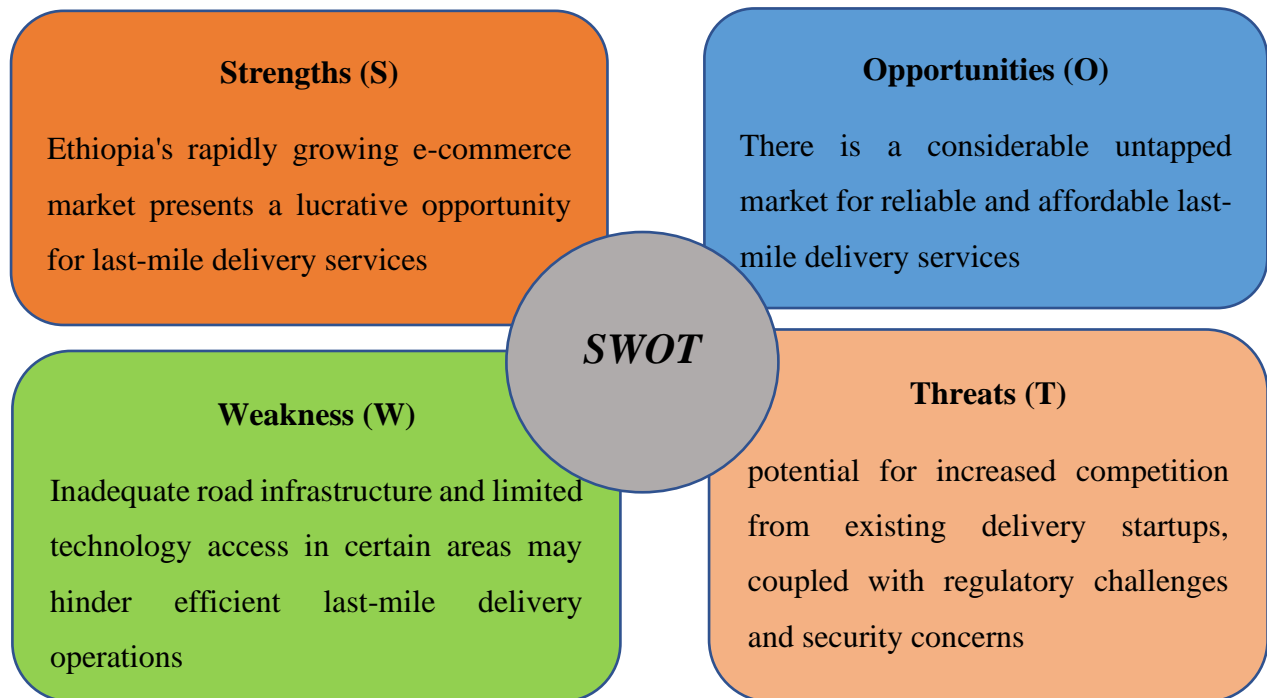 Strengths (S)
Ethiopia's rapidly growing e-commerce
market presents a lucrative opportunity
for last-mile delivery services
Opportunities (O)
There is a considerable untapped
market for reliable and affordable last-
mile delivery services
SWOT
Weakness (W)
Inadequate road infrastructure and limited
technology access in certain areas may
hinder efficient last-mile delivery
operations
Threats (T)
potential for increased competition
from existing delivery startups,
coupled with regulatory challenges
and security concerns